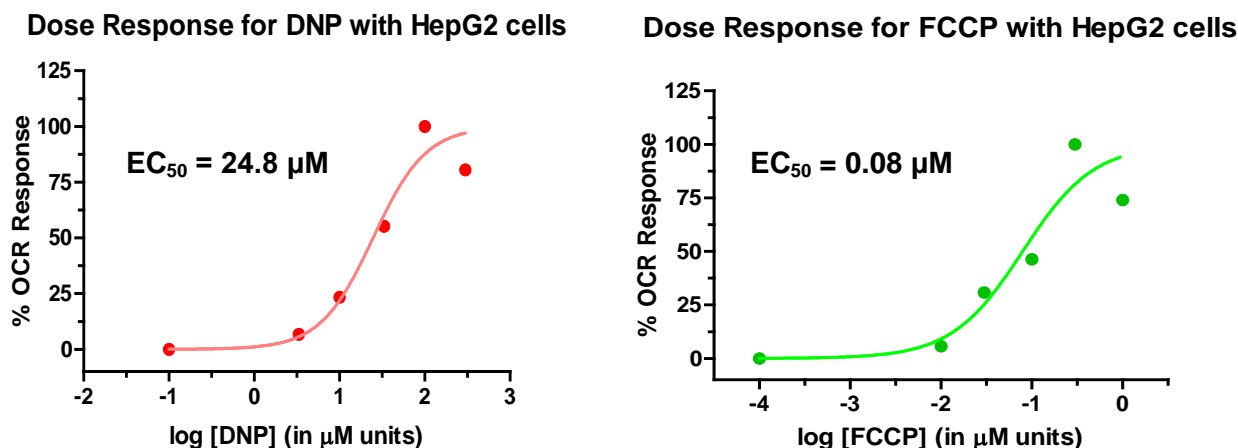 Dose Response for DNP with HepG2 cells
125
100
75
50
25
0
% OCR Response
EC50 = 24.8 µM
-2 -1 0 1 2 3
log [DNP] (in µM units)
Dose Response for FCCP with HepG2 cells
125
100
75
50
25
0
% OCR Response
EC50 = 0.08 µM
-4 -3 -2 -1 0
log [FCCP] (in µM units)